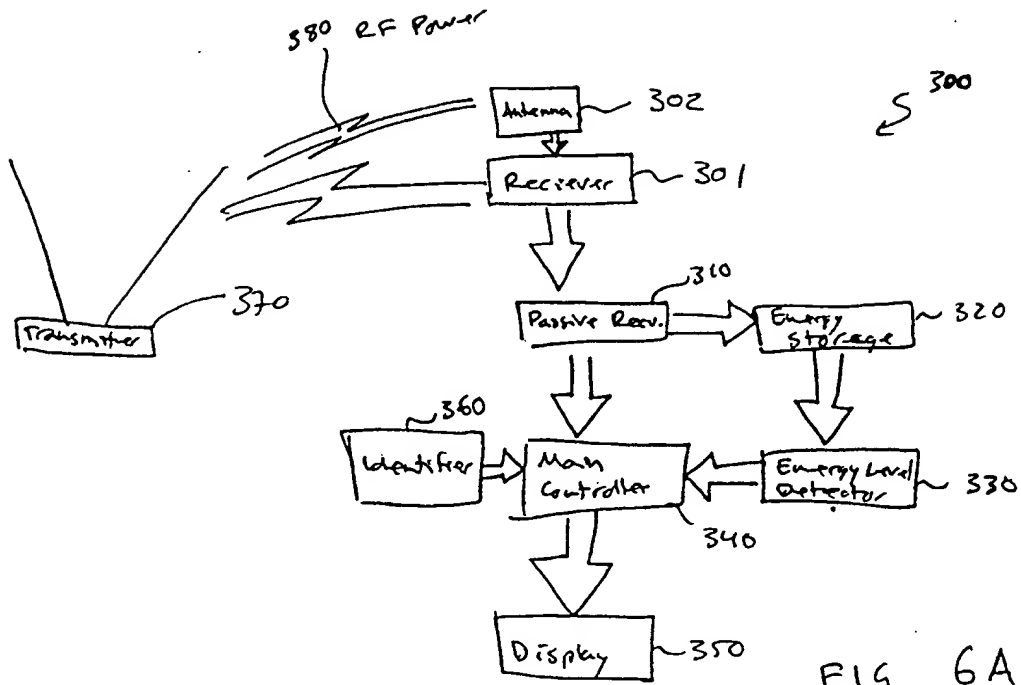 380 RF Power
300
Antenna
302
Reciever
301
310
370
Transmitter
Passive Recv.
Energy
Storage
320
360
Identifier
Main
Controller
Energy Level
Detector
330
340
Display
350
FIG 6A